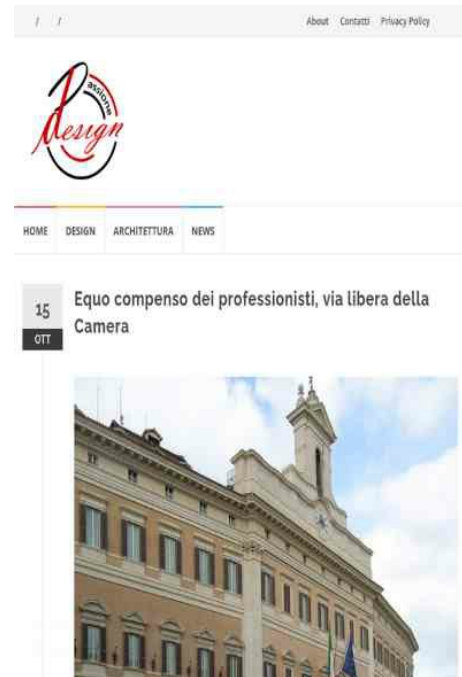 / /
About Contatti Privacy Policy
Passione
design
HOME DESIGN ARCHITETTURA NEWS
15
OTT
Equo compenso dei professionisti, via libera della
Camera